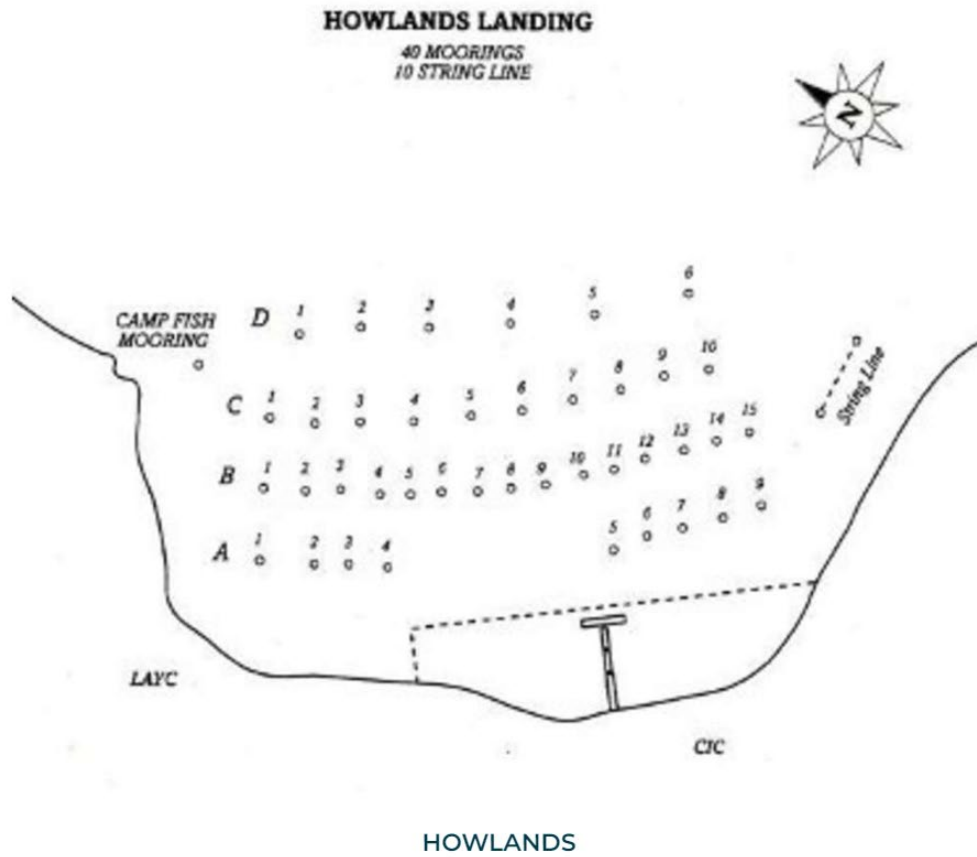 HOWLANDS LANDING
40 MOORINGS
10 STRING LINE
N
CAMP FISH
MOORING
D 1 2 3 4 5 6
C 1 2 3 4 5 6 7 8 9 10
B 1 2 3 4 5 6 7 8 9 10 11 12 13 14 15
A 1 2 3 4 5 6 7 8 9
String Line
LAYC
CIC
HOWLANDS